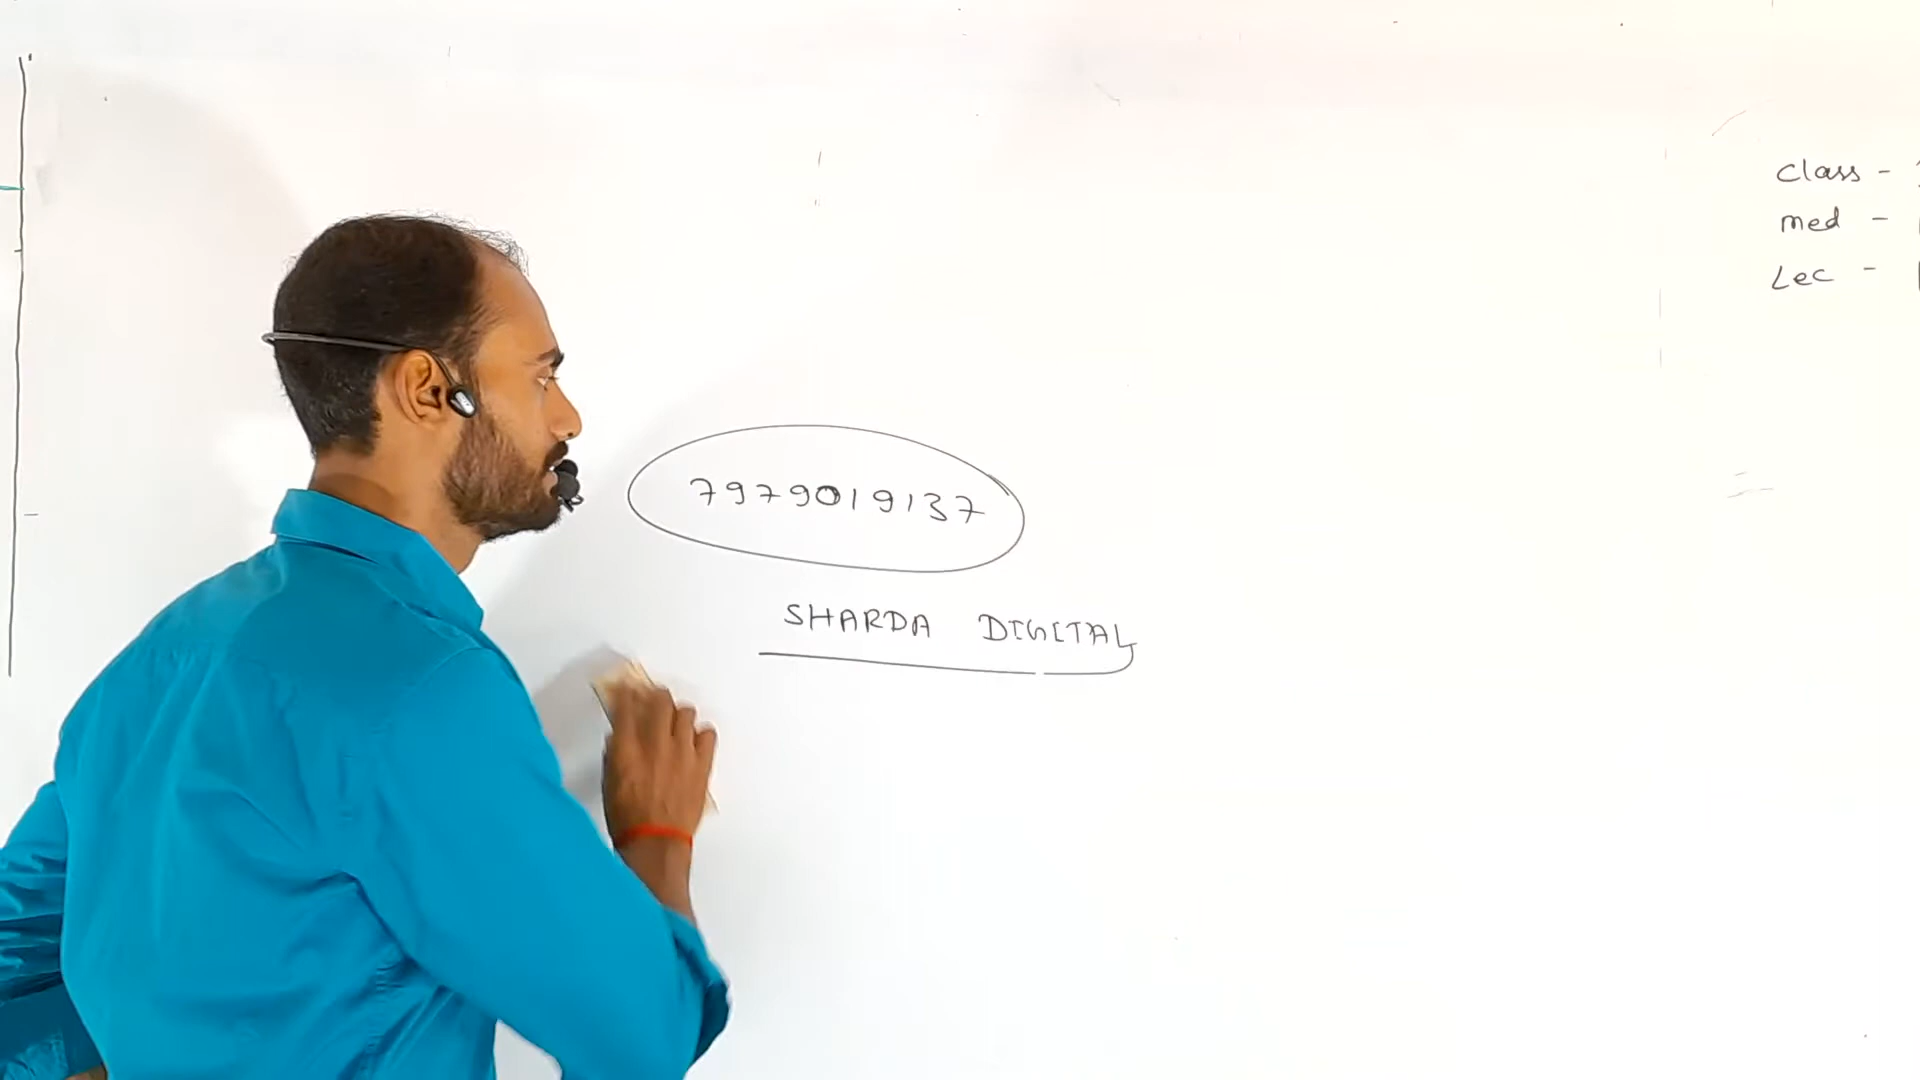 7979019137
SHARDA DIGITAL
Class -
med -
Lec -